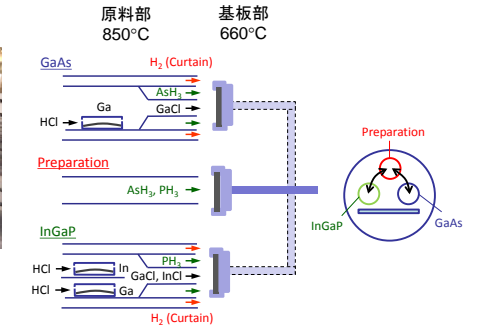 原料部 基板部
850°C 660°C
GaAs H₂ (Curtain)
AsH₃
Ga GaCl
HCl
Preparation
AsH₃, PH₃
InGaP
PH₃
HCl In GaCl, InCl
HCl Ga
H₂ (Curtain)
Preparation
InGaP GaAs